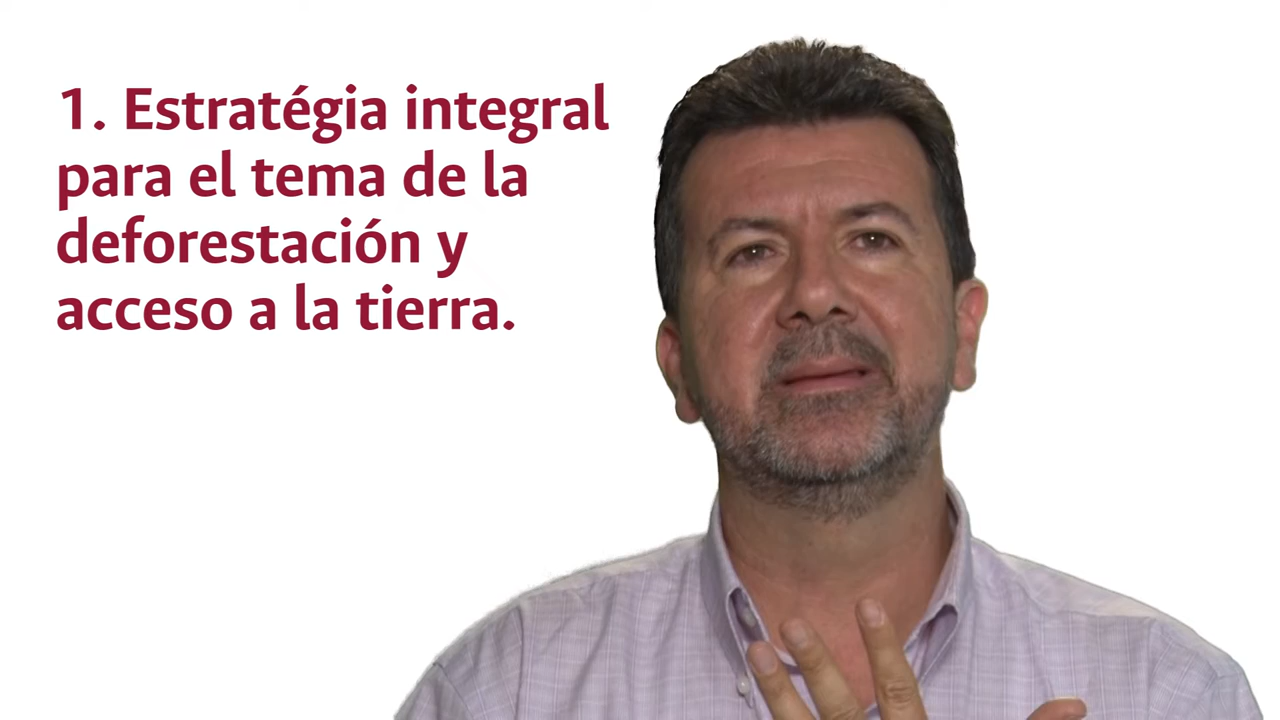 1. Estratégia integral
para el tema de la
deforestación y
acceso a la tierra.